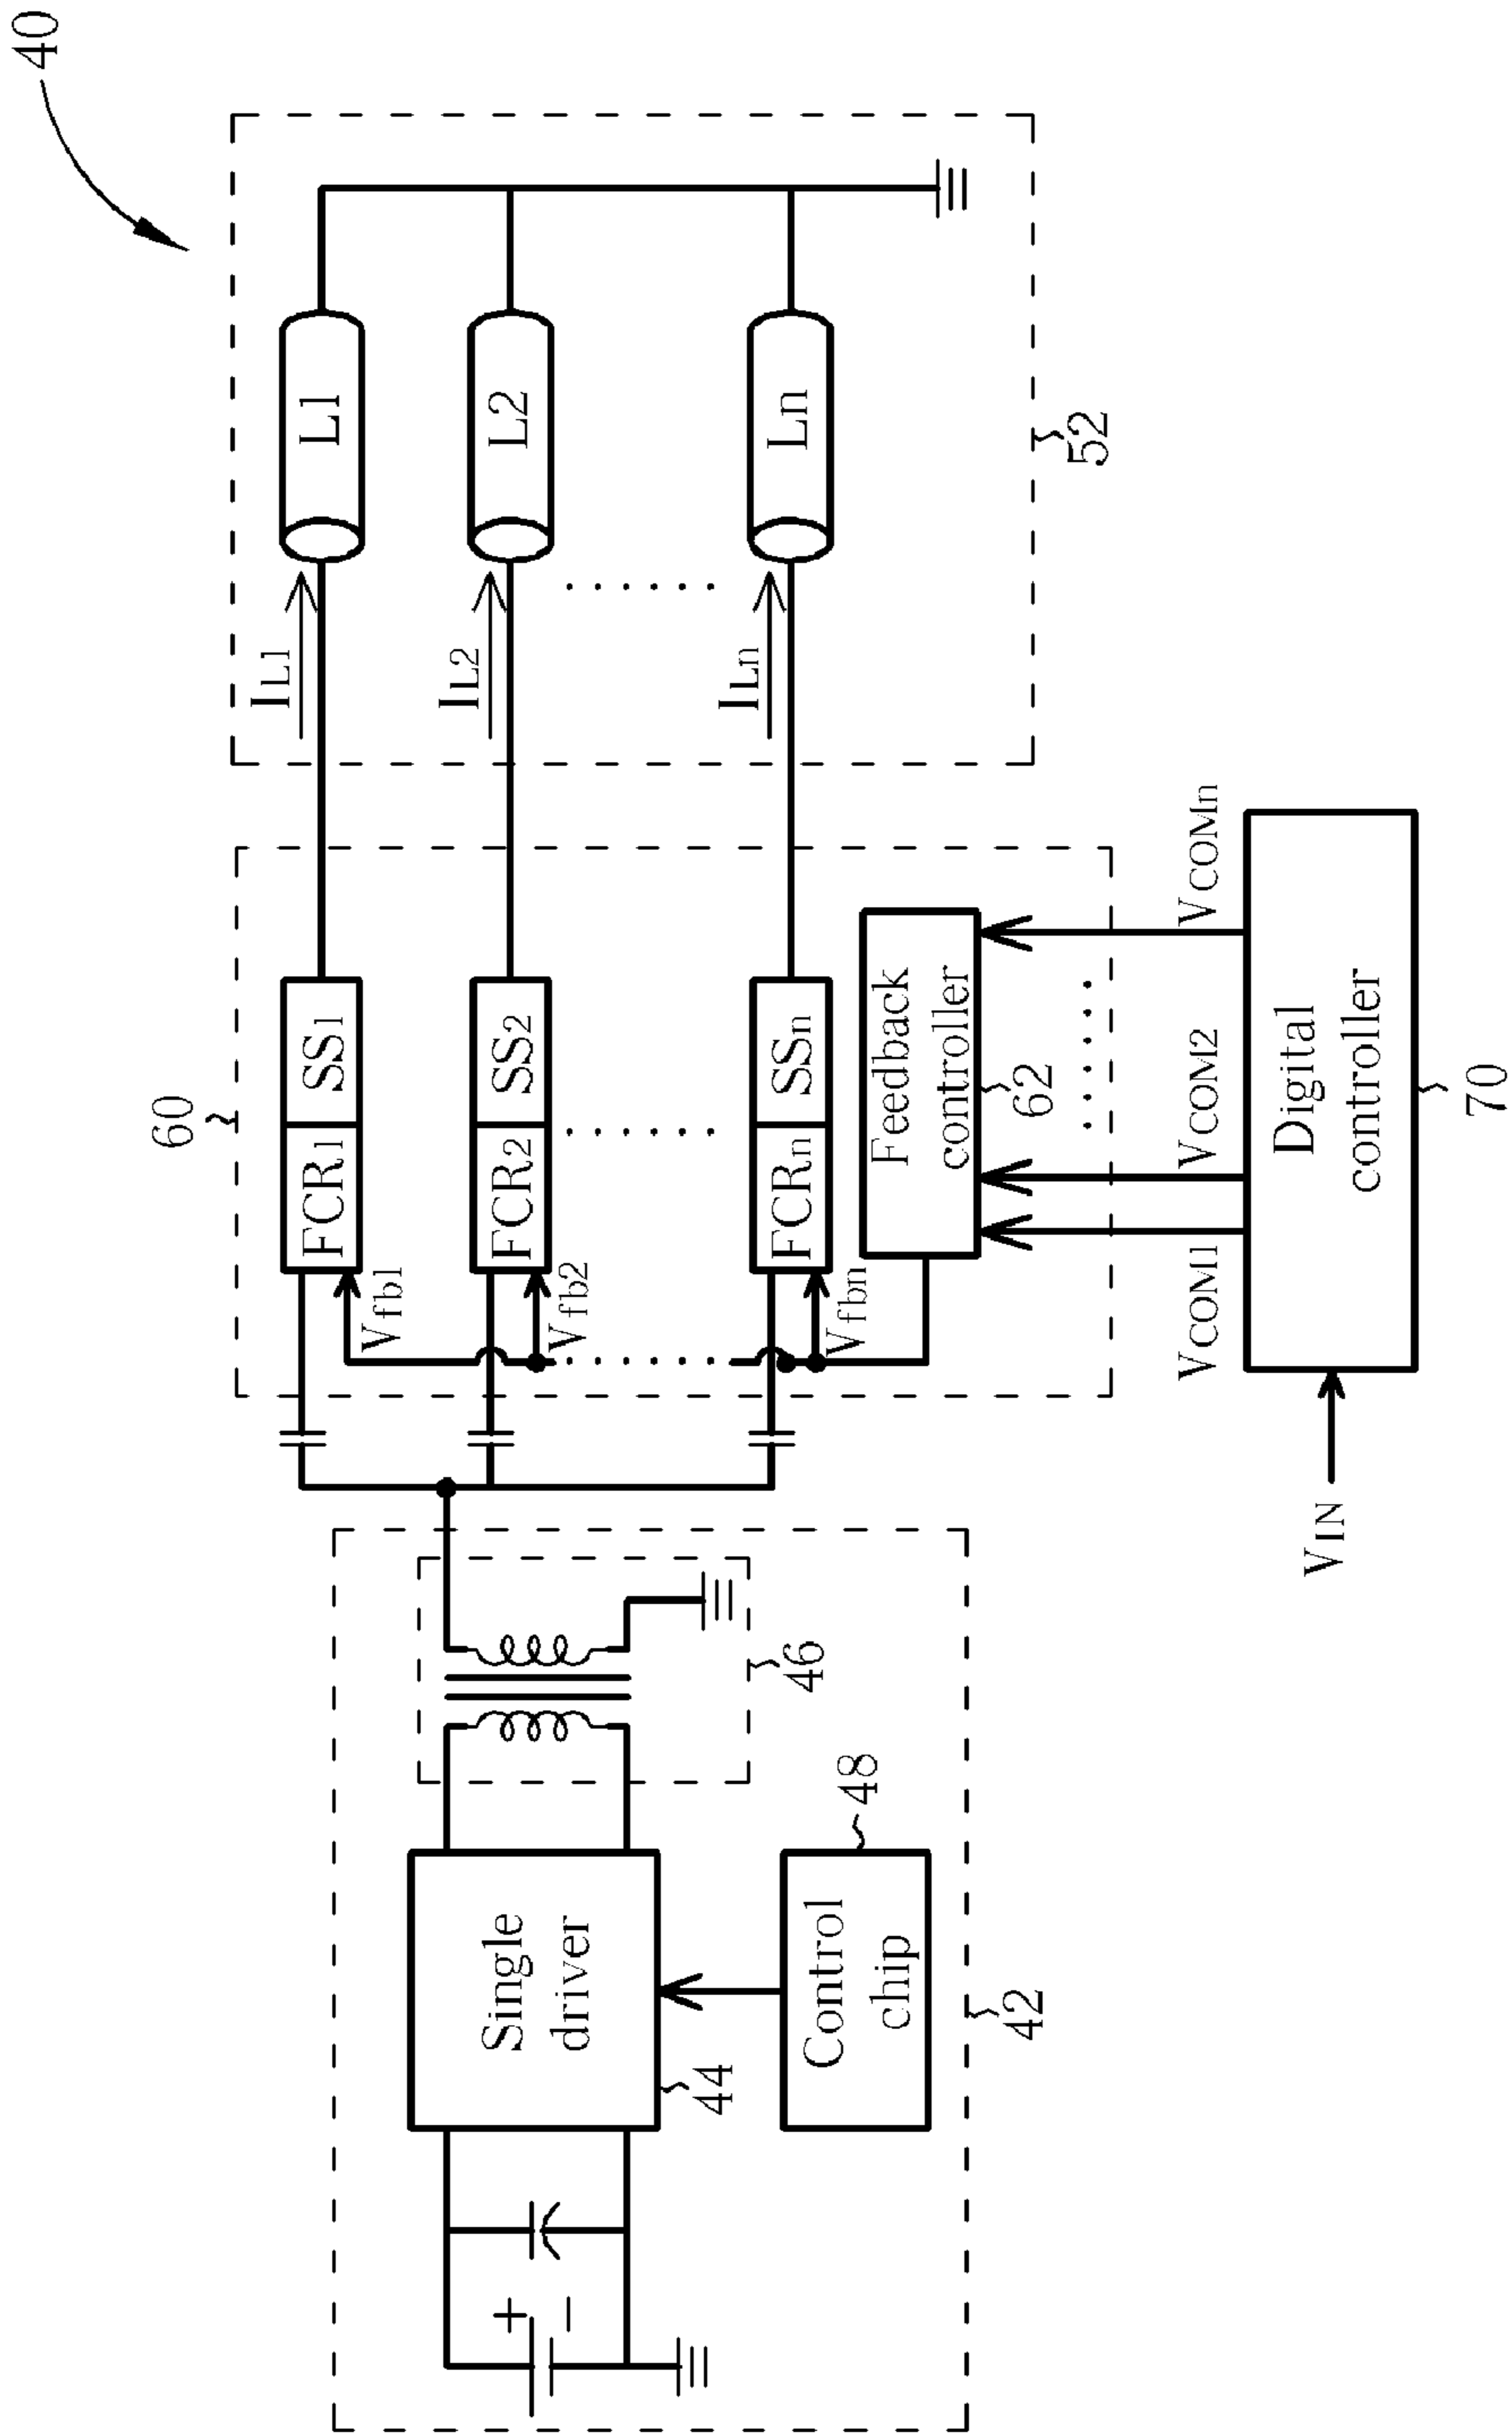 40
60
FCR1 SS1
IL1
L1
Vfb1
FCR2 SS2
IL2
L2
Vfb2
FCRn SSn
ILn
Ln
Vfbn
Single
driver
44
46
Control
chip
48
42
Feedback
controller
62
52
VCOM1
VCOM2
VCOMn
VIN
Digital
controller
70
+
−